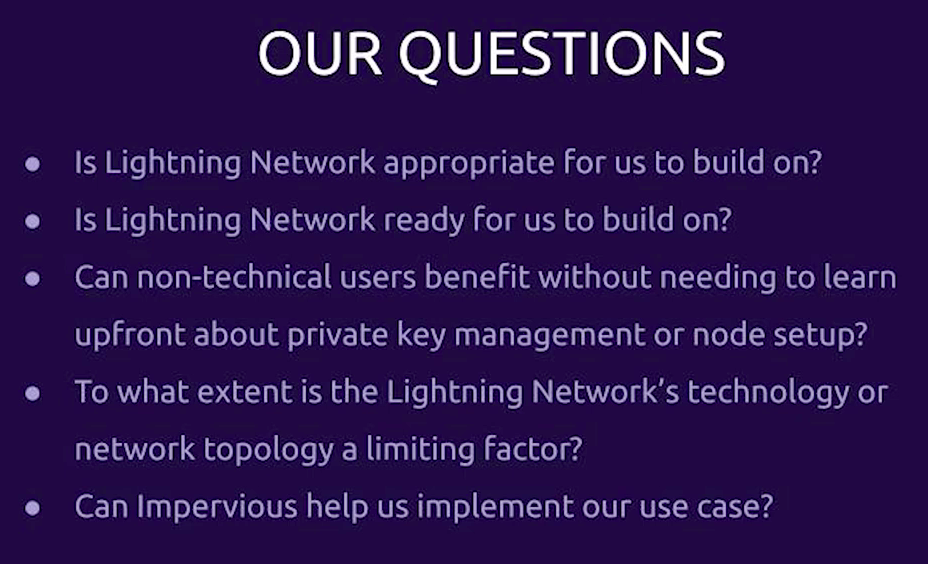 OUR QUESTIONS
● Is Lightning Network appropriate for us to build on?
● Is Lightning Network ready for us to build on?
● Can non-technical users benefit without needing to learn
upfront about private key management or node setup?
● To what extent is the Lightning Network’s technology or
network topology a limiting factor?
● Can Impervious help us implement our use case?